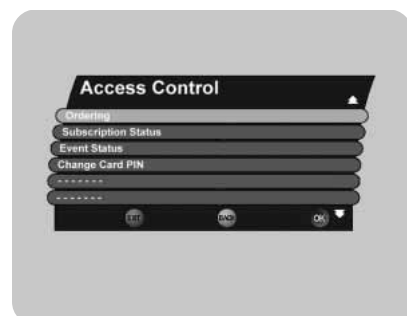 Access Control
Ordering
Subscription Status
Event Status
Change Card PIN
- - - - - - -
- - - - - - -
EXIT BACK OK